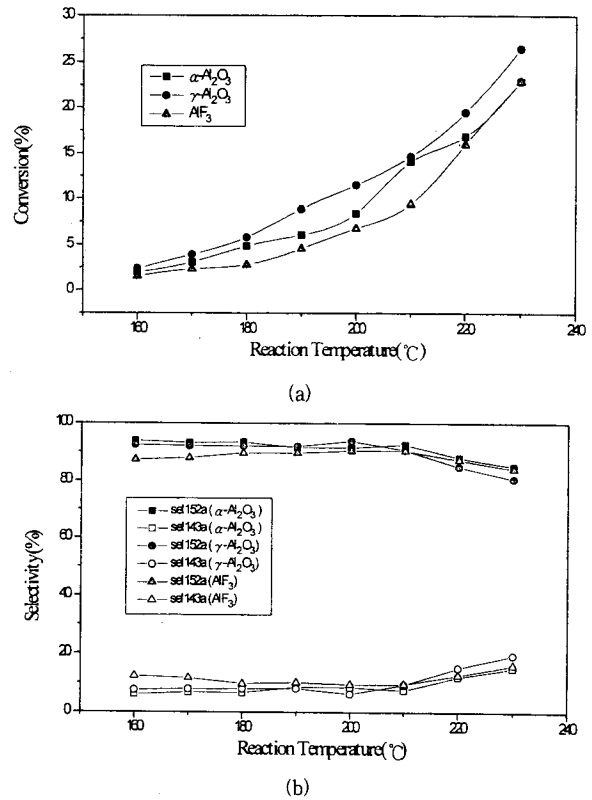 30
25
20
15
10
5
0
Conversion(%)
α-Al2O3
γ-Al2O3
AlF3
160 180 200 220 240
Reaction Temperature(℃)
(a)
100
80
60
40
20
0
Selectivity(%)
sel152a(α-Al2O3)
sel143a(α-Al2O3)
sel152a(γ-Al2O3)
sel143a(γ-Al2O3)
sel152a(AlF3)
sel143a(AlF3)
160 180 200 220 240
Reaction Temperature(℃)
(b)